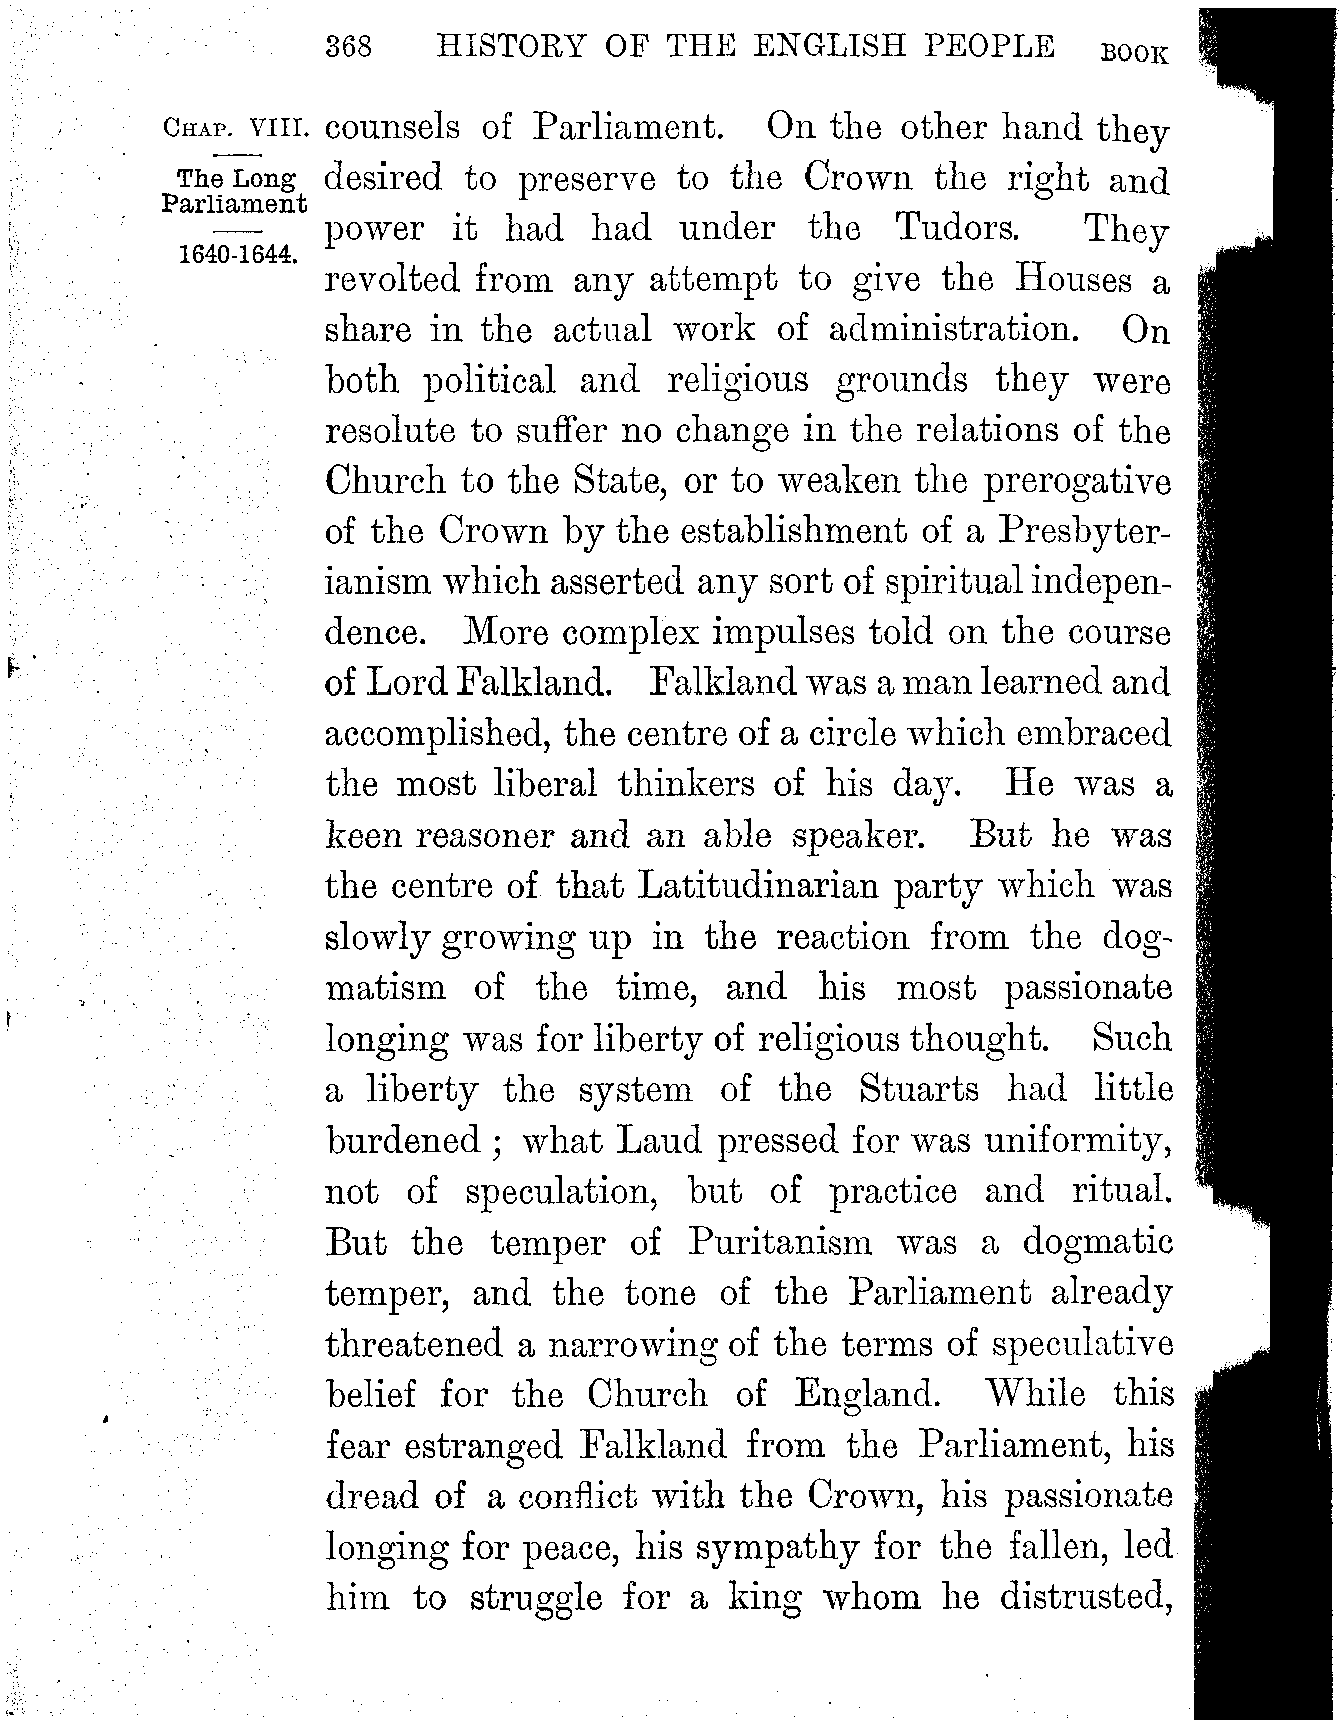 368 HISTORY OF THE ENGLISH PEOPLE BOOK
CHAP. VIII.
The Long
Parliament
1640-1644.
counsels of Parliament. On the other hand they
desired to preserve to the Crown the right and
power it had had under the Tudors. They
revolted from any attempt to give the Houses a
share in the actual work of administration. On
both political and religious grounds they were
resolute to suffer no change in the relations of the
Church to the State, or to weaken the prerogative
of the Crown by the establishment of a Presbyter-
ianism which asserted any sort of spiritual indepen-
dence. More complex impulses told on the course
of Lord Falkland. Falkland was a man learned and
accomplished, the centre of a circle which embraced
the most liberal thinkers of his day. He was a
keen reasoner and an able speaker. But he was
the centre of that Latitudinarian party which was
slowly growing up in the reaction from the dog-
matism of the time, and his most passionate
longing was for liberty of religious thought. Such
a liberty the system of the Stuarts had little
burdened ; what Laud pressed for was uniformity,
not of speculation, but of practice and ritual.
But the temper of Puritanism was a dogmatic
temper, and the tone of the Parliament already
threatened a narrowing of the terms of speculative
belief for the Church of England. While this
fear estranged Falkland from the Parliament, his
dread of a conflict with the Crown, his passionate
longing for peace, his sympathy for the fallen, led
him to struggle for a king whom he distrusted,